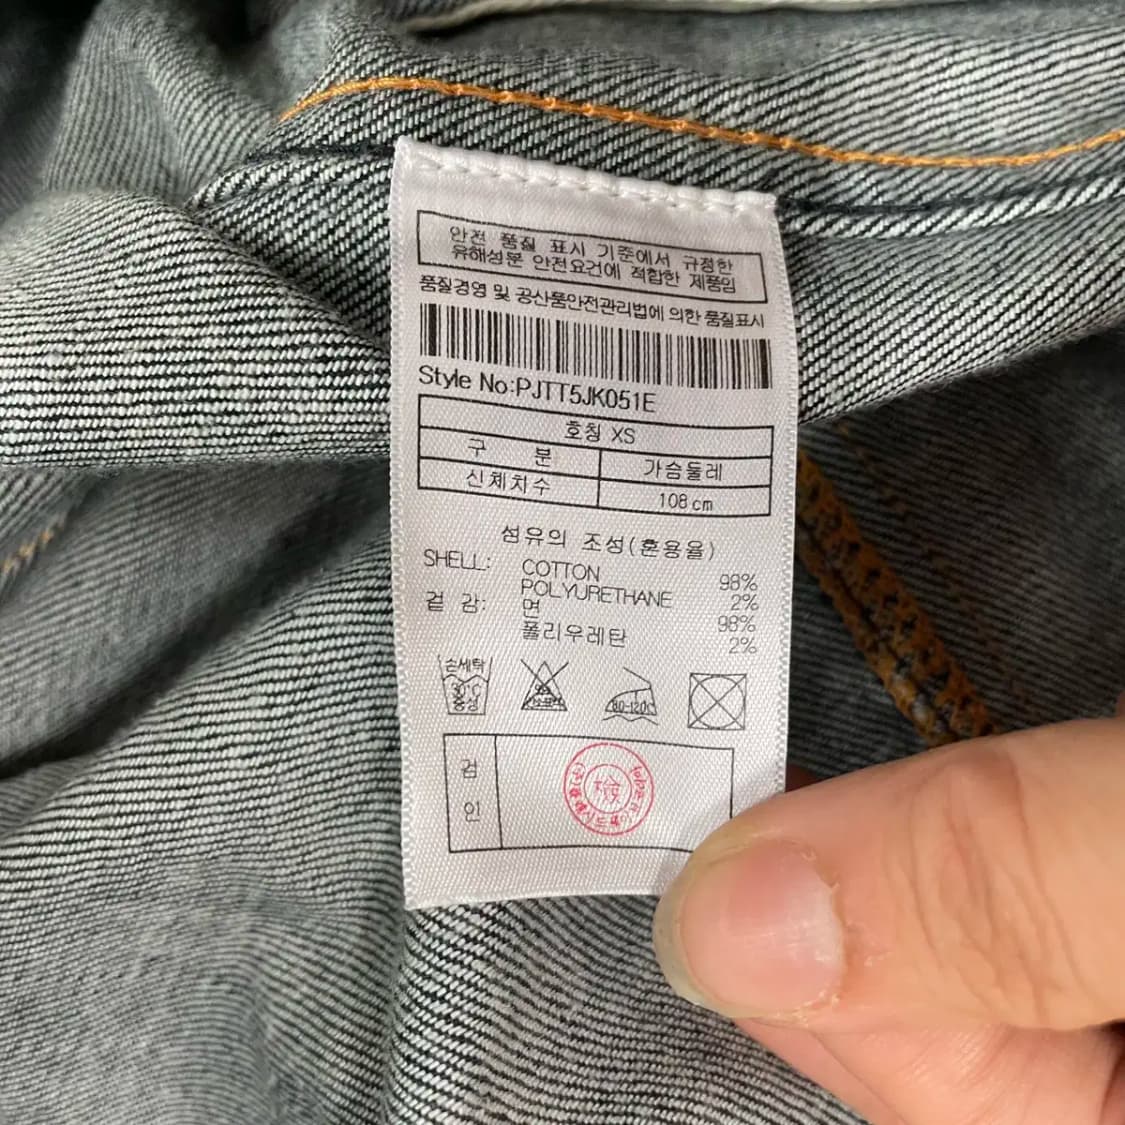 안전 품질 표시 기준에서 규정한
유해성분 안전요건에 적합한 제품임
품질경영 및 공산품안전관리법에 의한 품질표시
Style No:PJTT5JK051E
호칭 XS
구 분 가슴둘레
신체치수 108cm
섬유의 조성(혼용율)
SHELL: COTTON 98%
POLYURETHANE 2%
겉 감: 면 98%
폴리우레탄 2%
손세탁
30℃
중성
80-120℃
검
인